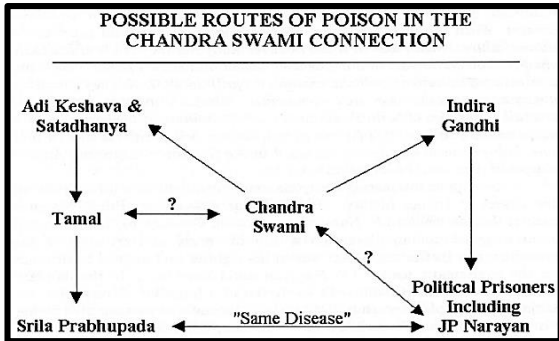 POSSIBLE ROUTES OF POISON IN THE
CHANDRA SWAMI CONNECTION
Adi Keshava &
Satadhanya
Indira
Gandhi
?
Tamal
Chandra
Swami
?
Political Prisoners
Including
Srila Prabhupada
"Same Disease"
JP Narayan